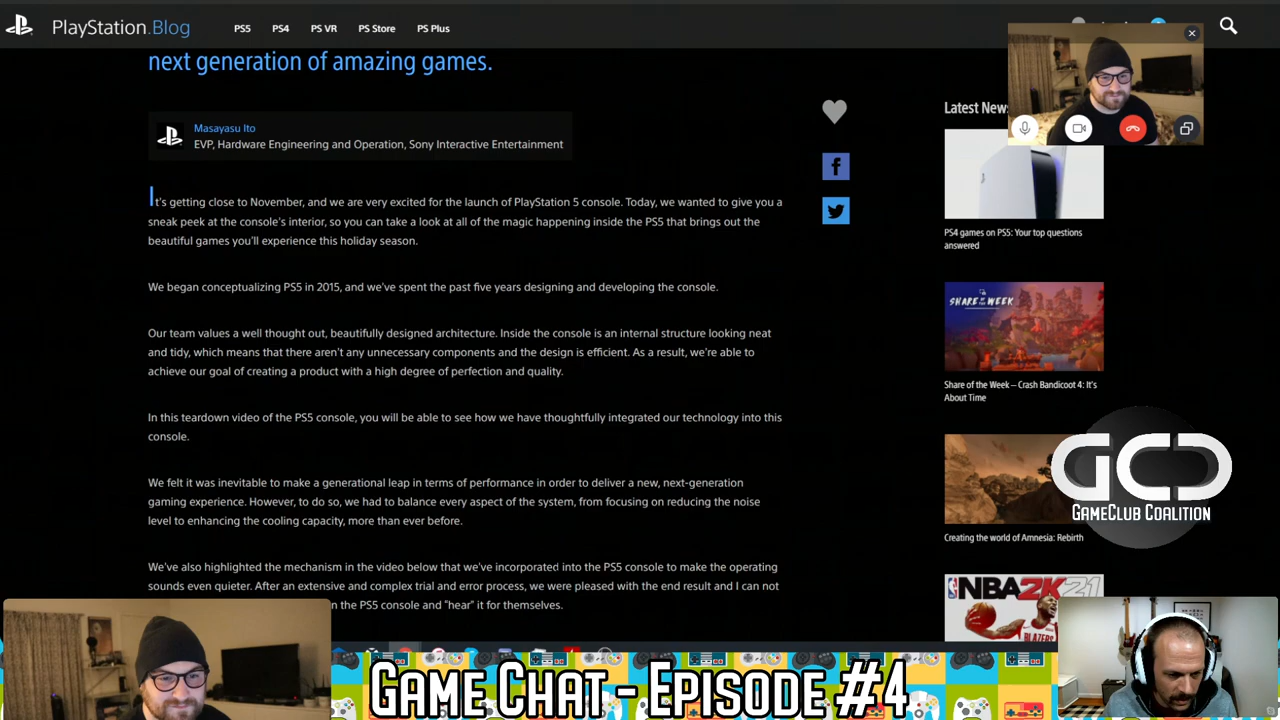 PlayStation.Blog
PS5 PS4 PS VR PS Store PS Plus
next generation of amazing games.
Masayasu Ito
EVP, Hardware Engineering and Operation, Sony Interactive Entertainment
It's getting close to November, and we are very excited for the launch of PlayStation 5 console. Today, we wanted to give you a
sneak peek at the console's interior, so you can take a look at all of the magic happening inside the PS5 that brings out the
beautiful games you'll experience this holiday season.
We began conceptualizing PS5 in 2015, and we've spent the past five years designing and developing the console.
Our team values a well thought out, beautifully designed architecture. Inside the console is an internal structure looking neat
and tidy, which means that there aren't any unnecessary components and the design is efficient. As a result, we're able to
achieve our goal of creating a product with a high degree of perfection and quality.
In this teardown video of the PS5 console, you will be able to see how we have thoughtfully integrated our technology into this
console.
We felt it was inevitable to make a generational leap in terms of performance in order to deliver a new, next-generation
gaming experience. However, to do so, we had to balance every aspect of the system, from focusing on reducing the noise
level to enhancing the cooling capacity, more than ever before.
We've also highlighted the mechanism in the video below that we've incorporated into the PS5 console to make the operating
sounds even quieter. After an extensive and complex trial and error process, we were pleased with the end result and I can not
n the PS5 console and "hear" it for themselves.
Latest New
PS4 games on PS5: Your top questions
answered
SHARE OF THE WEEK
Share of the Week – Crash Bandicoot 4: It's
About Time
Creating the world of Amnesia: Rebirth
NBA 2K21
BLAZERS
GCC
GAMECLUB COALITION
GAME CHAT - EPISODE #4